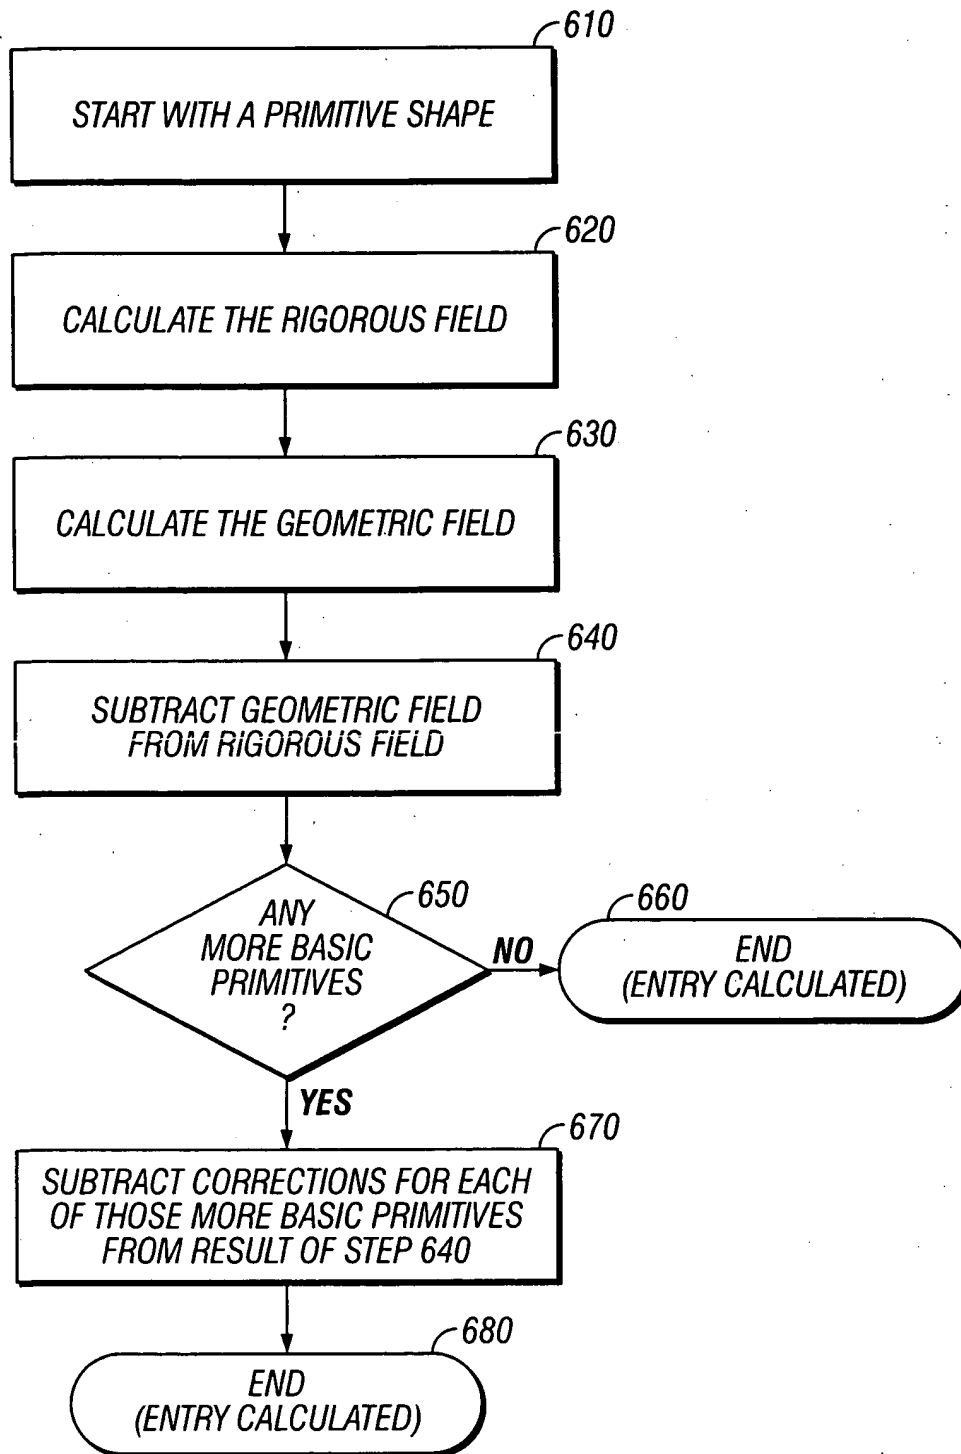 610
START WITH A PRIMITIVE SHAPE
620
CALCULATE THE RIGOROUS FIELD
630
CALCULATE THE GEOMETRIC FIELD
640
SUBTRACT GEOMETRIC FIELD
FROM RIGOROUS FIELD
650
ANY
MORE BASIC
PRIMITIVES
?
NO
660
END
(ENTRY CALCULATED)
YES
670
SUBTRACT CORRECTIONS FOR EACH
OF THOSE MORE BASIC PRIMITIVES
FROM RESULT OF STEP 640
680
END
(ENTRY CALCULATED)